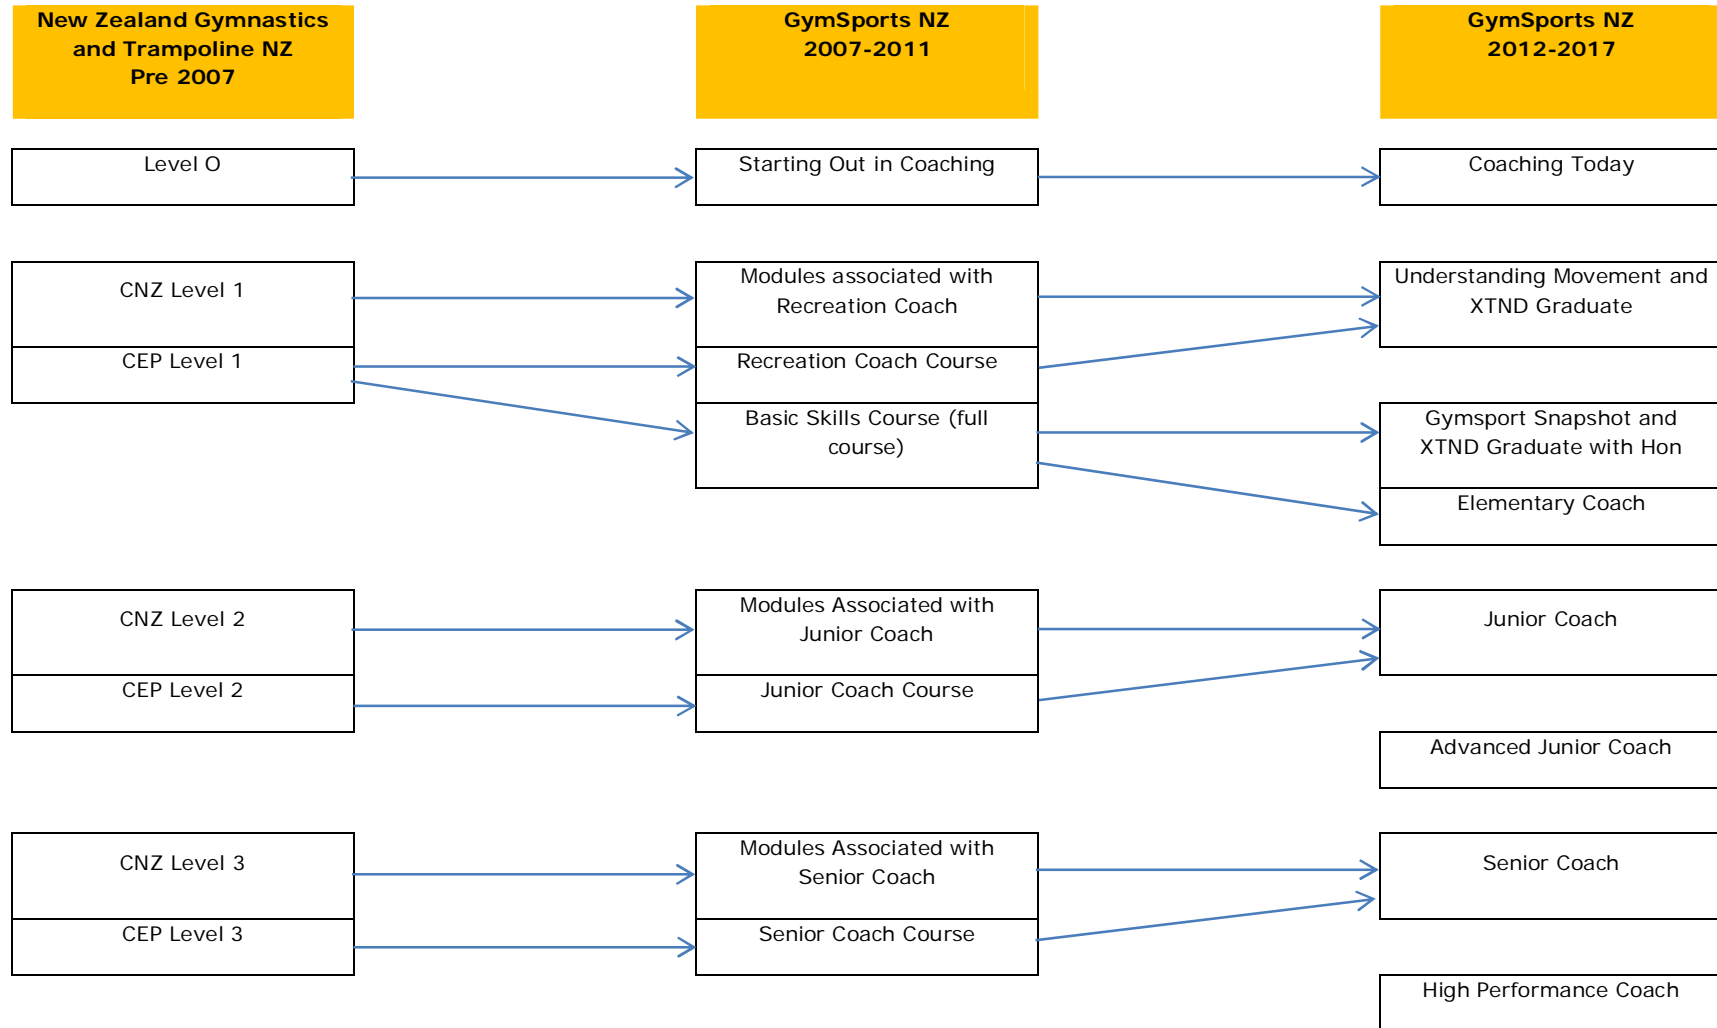 New Zealand Gymnastics
and Trampoline NZ
Pre 2007
GymSports NZ
2007-2011
GymSports NZ
2012-2017
Level O
Starting Out in Coaching
Coaching Today
CNZ Level 1
Modules associated with
Recreation Coach
Understanding Movement and
XTND Graduate
CEP Level 1
Recreation Coach Course
Basic Skills Course (full
course)
Gymsport Snapshot and
XTND Graduate with Hon
Elementary Coach
CNZ Level 2
Modules Associated with
Junior Coach
Junior Coach
CEP Level 2
Junior Coach Course
Advanced Junior Coach
CNZ Level 3
Modules Associated with
Senior Coach
Senior Coach
CEP Level 3
Senior Coach Course
High Performance Coach